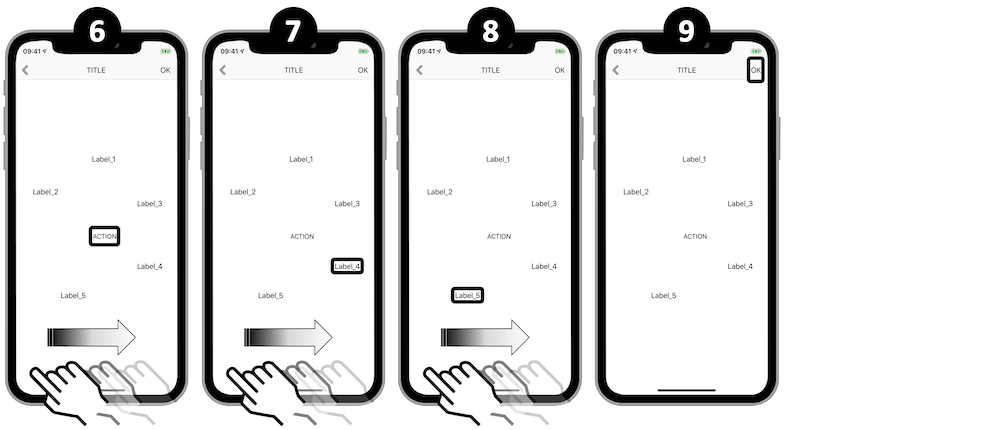 6 7 8 9
09:41 09:41 09:41 09:41
TITLE OK TITLE OK TITLE OK TITLE OK
Label_1 Label_1 Label_1 Label_1
Label_2 Label_2 Label_2 Label_2
Label_3 Label_3 Label_3 Label_3
ACTION ACTION ACTION ACTION
Label_4 Label_4 Label_4 Label_4
Label_5 Label_5 Label_5 Label_5